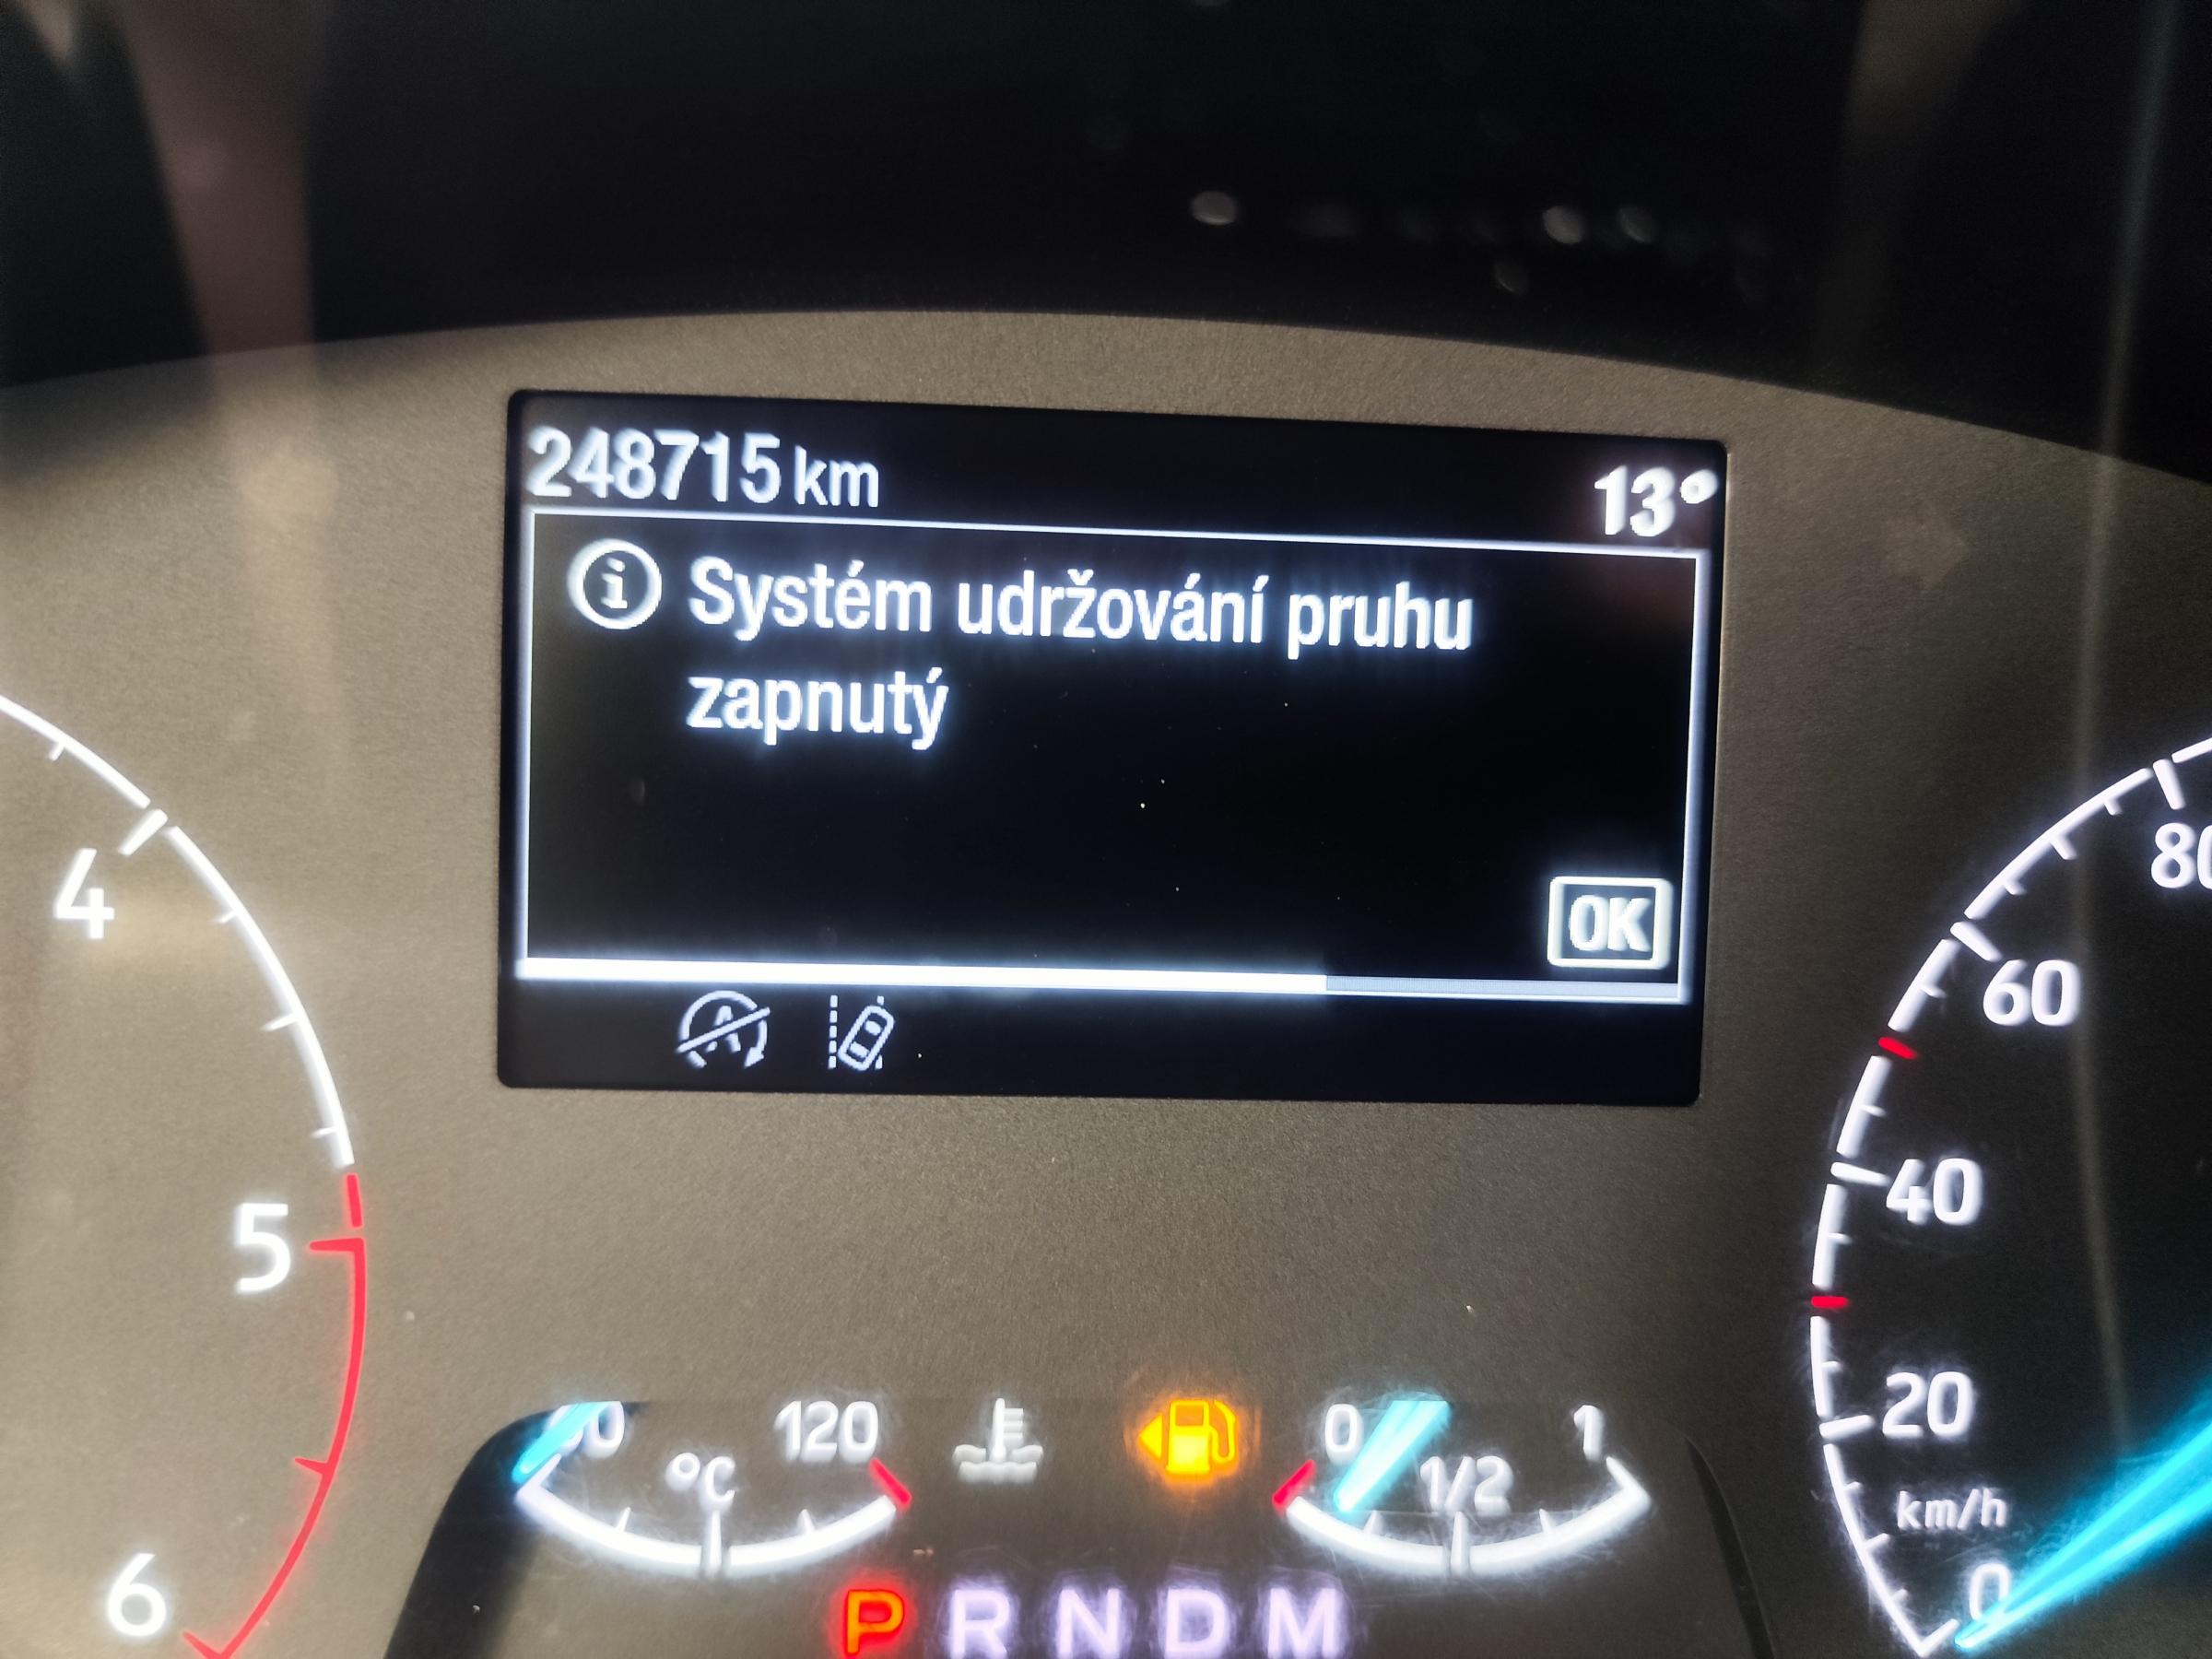 248715 km 13°
Systém udržování pruhu
zapnutý
OK
4
5
6
80
60
40
20
0
km/h
120
°C
0 1/2 1
P R N D M